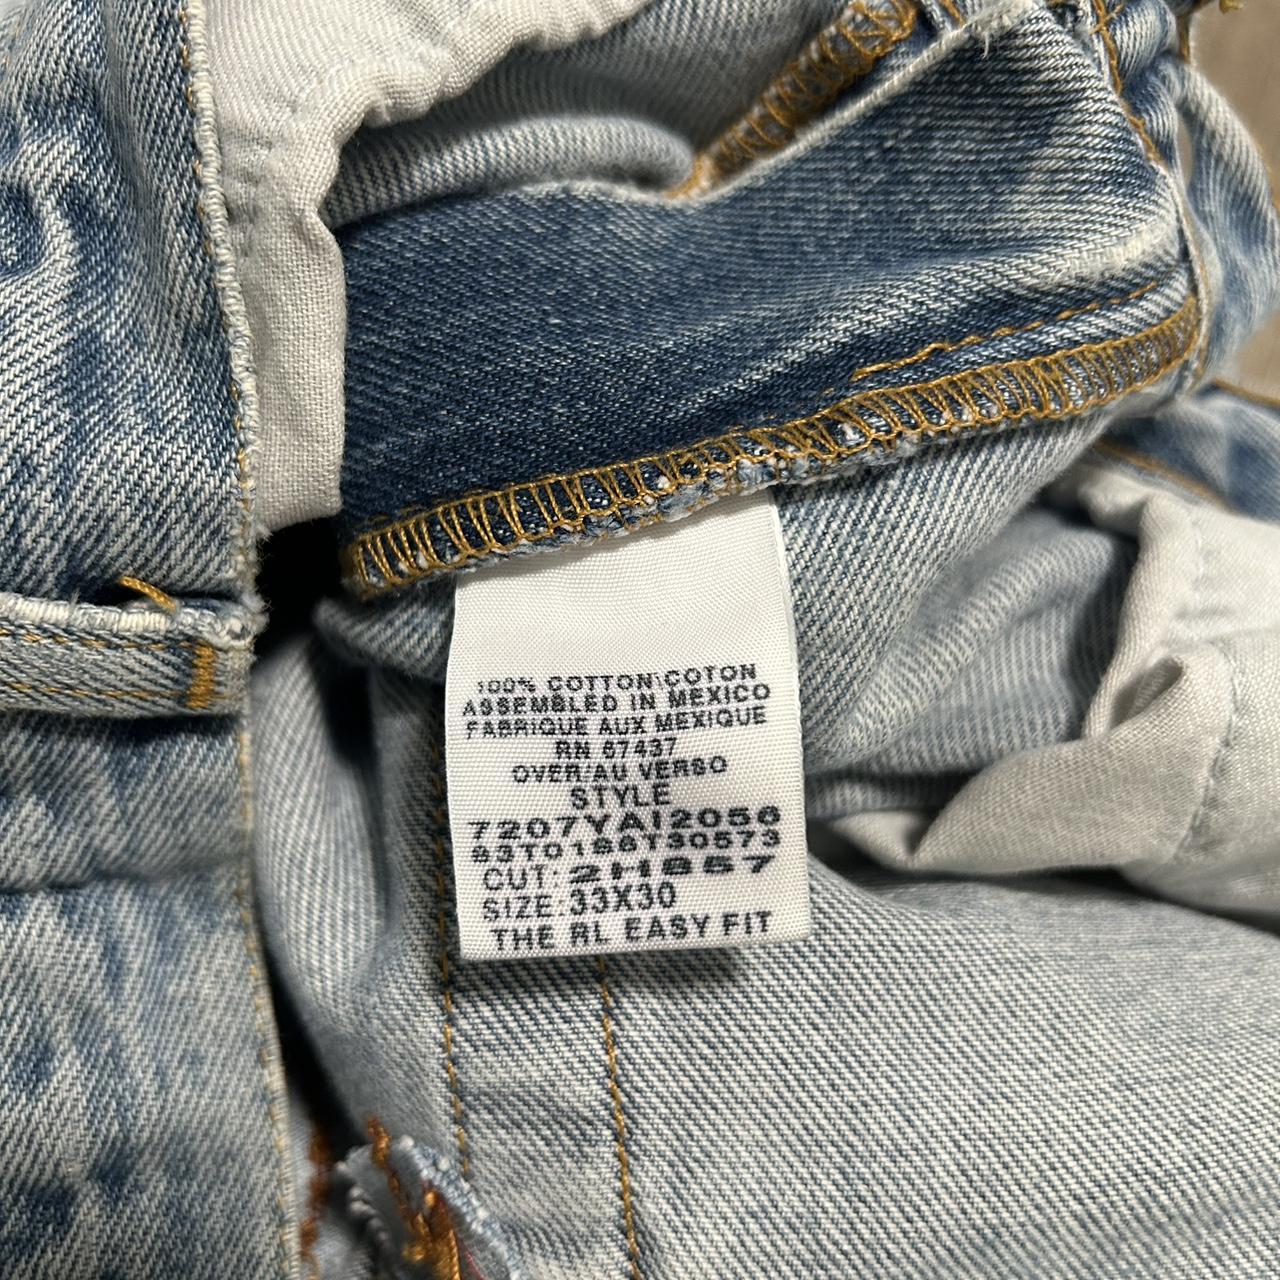 100% COTTON\COTON
ASSEMBLED IN MEXICO
FABRIQUE AUX MEXIQUE
RN 67437
OVER/AU VERSO
STYLE
7207YAI2056
CUT: 2H857
SIZE: 33X30
THE RL EASY FIT